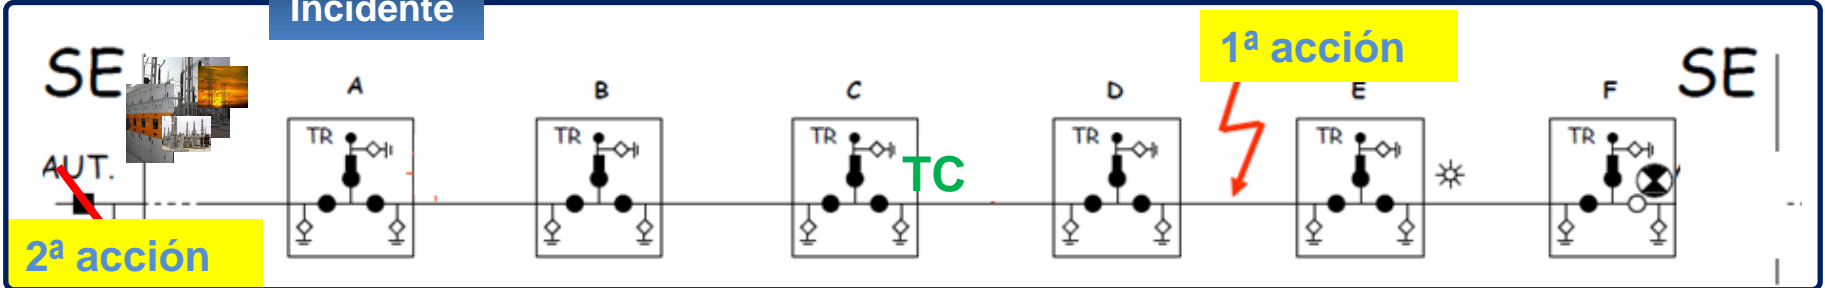 Incidente
1ª acción
SE
SE
A
B
C
D
E
F
TR
TR
TR
TR
TR
TR
TC
AUT.
2ª acción